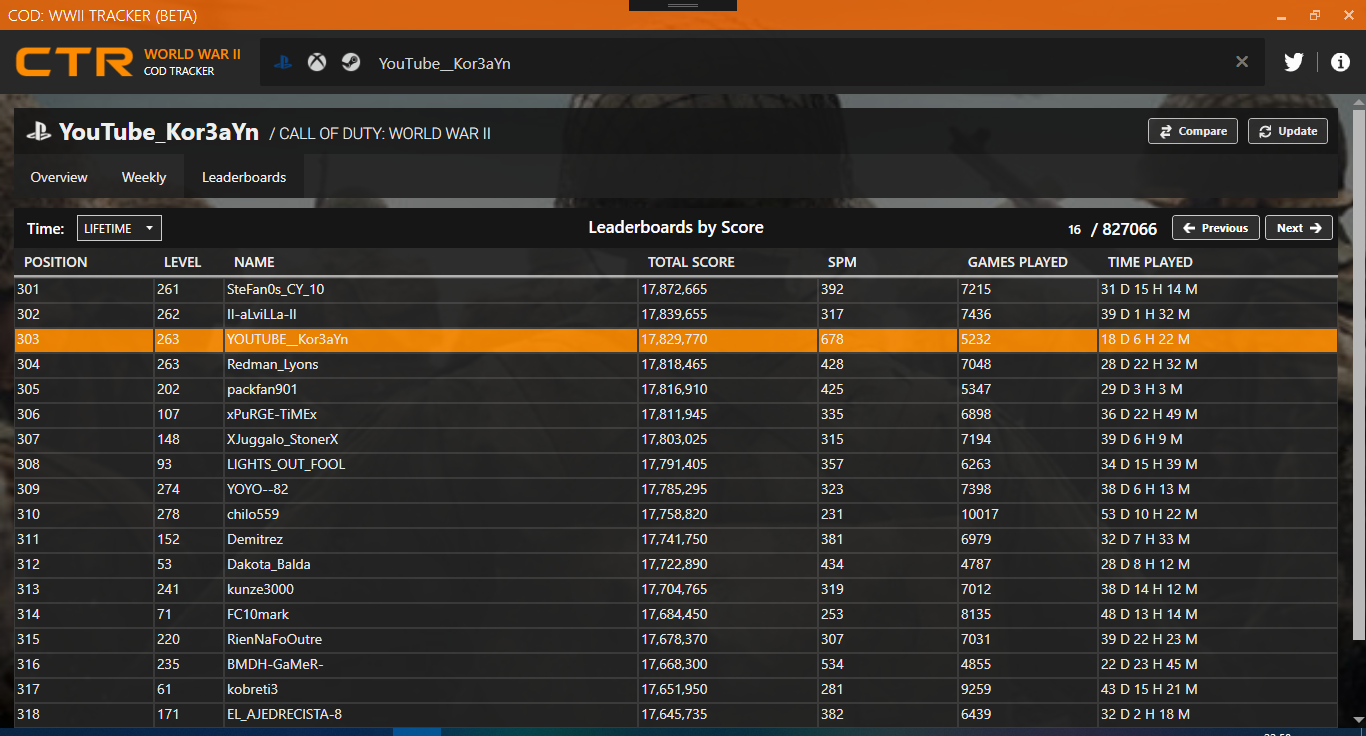 COD: WWII TRACKER (BETA)
CTR WORLD WAR II
COD TRACKER
YouTube__Kor3aYn
YouTube_Kor3aYn / CALL OF DUTY: WORLD WAR II
Compare Update
Overview Weekly Leaderboards
Time: LIFETIME Leaderboards by Score 16 / 827066 Previous Next
POSITION LEVEL NAME TOTAL SCORE SPM GAMES PLAYED TIME PLAYED
301 261 SteFan0s_CY_10 17,872,665 392 7215 31 D 15 H 14 M
302 262 II-aLviLLa-II 17,839,655 317 7436 39 D 1 H 32 M
303 263 YOUTUBE__Kor3aYn 17,829,770 678 5232 18 D 6 H 22 M
304 263 Redman_Lyons 17,818,465 428 7048 28 D 22 H 32 M
305 202 packfan901 17,816,910 425 5347 29 D 3 H 3 M
306 107 xPuRGE-TiMEx 17,811,945 335 6898 36 D 22 H 49 M
307 148 XJuggalo_StonerX 17,803,025 315 7194 39 D 6 H 9 M
308 93 LIGHTS_OUT_FOOL 17,791,405 357 6263 34 D 15 H 39 M
309 274 YOYO--82 17,785,295 323 7398 38 D 6 H 13 M
310 278 chilo559 17,758,820 231 10017 53 D 10 H 22 M
311 152 Demitrez 17,741,750 381 6979 32 D 7 H 33 M
312 53 Dakota_Balda 17,722,890 434 4787 28 D 8 H 12 M
313 241 kunze3000 17,704,765 319 7012 38 D 14 H 12 M
314 71 FC10mark 17,684,450 253 8135 48 D 13 H 14 M
315 220 RienNaFoOutre 17,678,370 307 7031 39 D 22 H 23 M
316 235 BMDH-GaMeR- 17,668,300 534 4855 22 D 23 H 45 M
317 61 kobreti3 17,651,950 281 9259 43 D 15 H 21 M
318 171 EL_AJEDRECISTA-8 17,645,735 382 6439 32 D 2 H 18 M